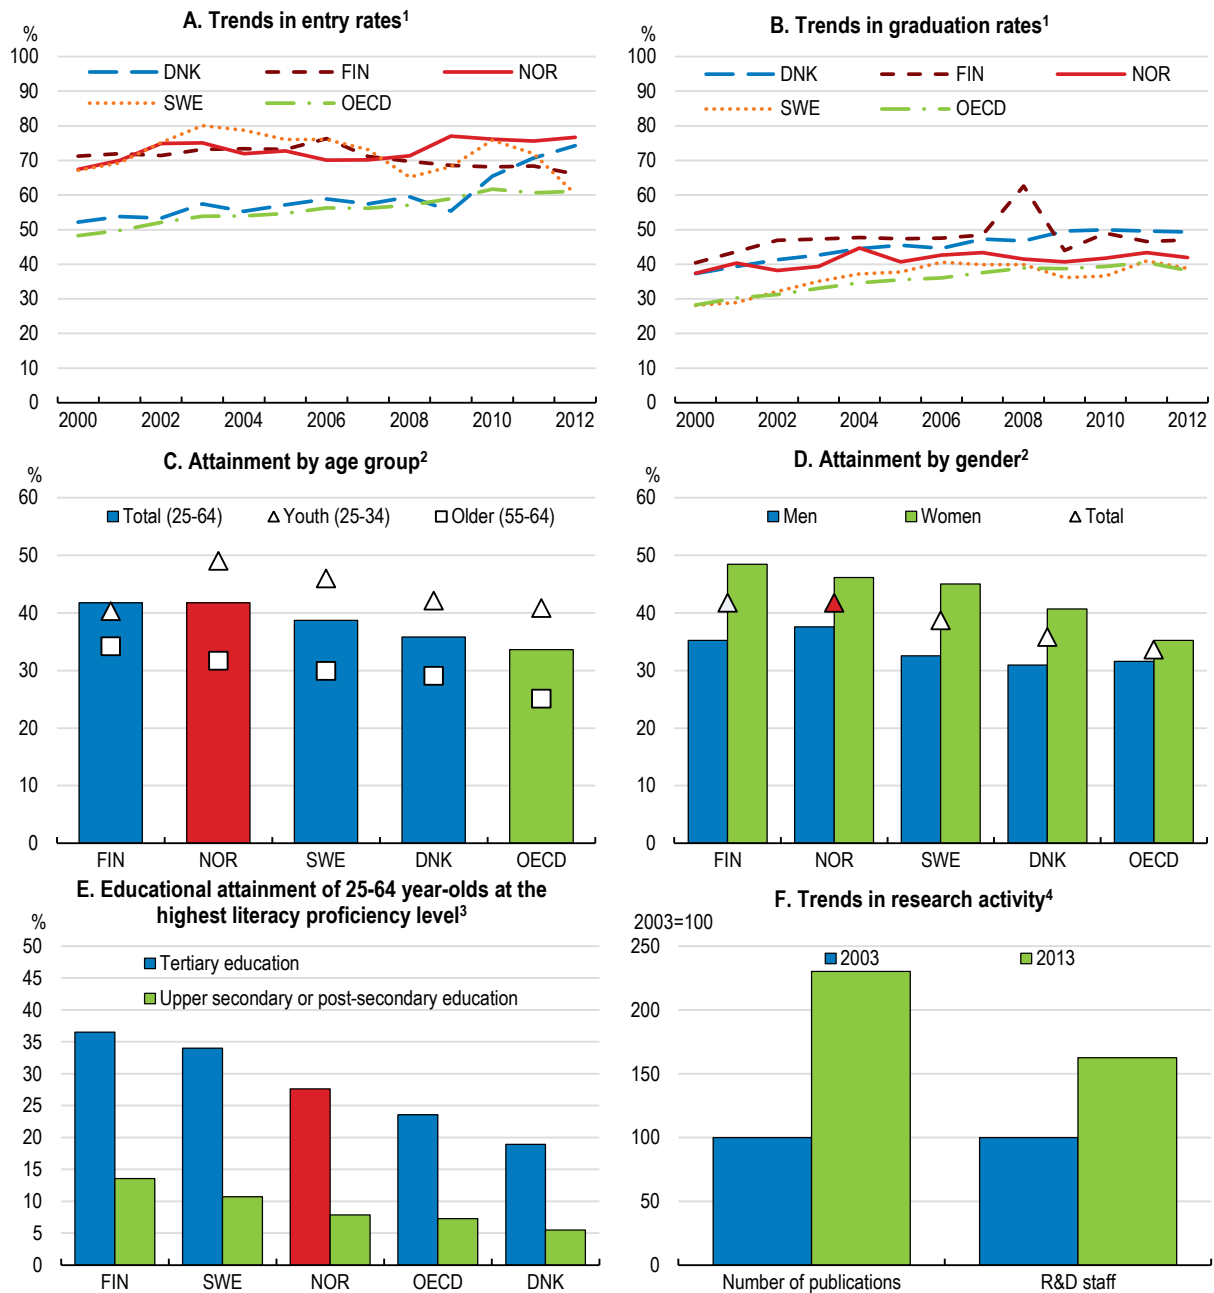 A. Trends in entry rates¹
%
100
90
80
70
60
50
40
30
20
10
0
DNK FIN NOR
SWE OECD
2000 2002 2004 2006 2008 2010 2012
B. Trends in graduation rates¹
%
100
90
80
70
60
50
40
30
20
10
0
DNK FIN NOR
SWE OECD
2000 2002 2004 2006 2008 2010 2012
C. Attainment by age group²
%
60
50
40
30
20
10
0
Total (25-64) Youth (25-34) Older (55-64)
FIN NOR SWE DNK OECD
D. Attainment by gender²
%
60
50
40
30
20
10
0
Men Women Total
FIN NOR SWE DNK OECD
E. Educational attainment of 25-64 year-olds at the
highest literacy proficiency level³
%
50
45
40
35
30
25
20
15
10
5
0
Tertiary education
Upper secondary or post-secondary education
FIN SWE NOR OECD DNK
F. Trends in research activity⁴
2003=100
250
200
150
100
50
0
2003 2013
Number of publications R&D staff